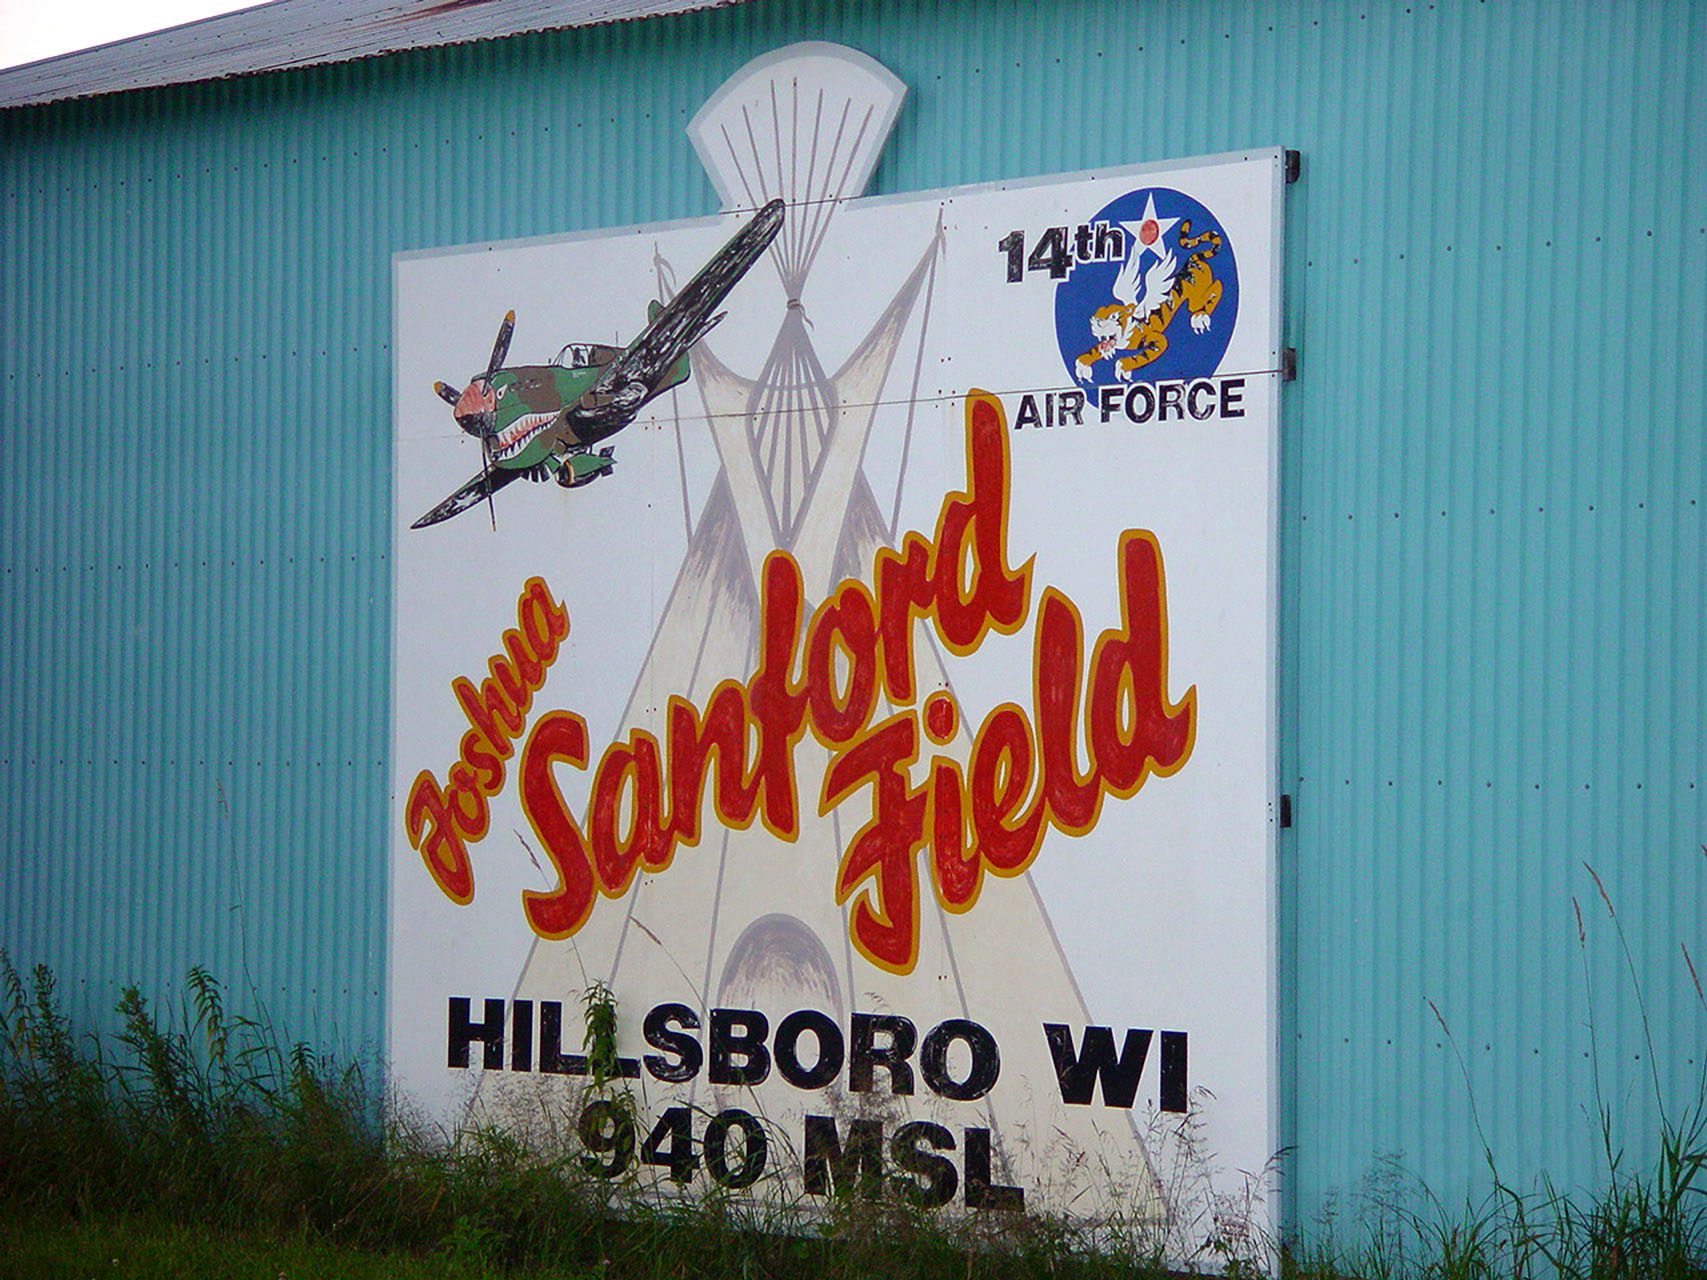 14th
AIR FORCE
Joshua
Sanford
Field
HILLSBORO WI
940 MSL